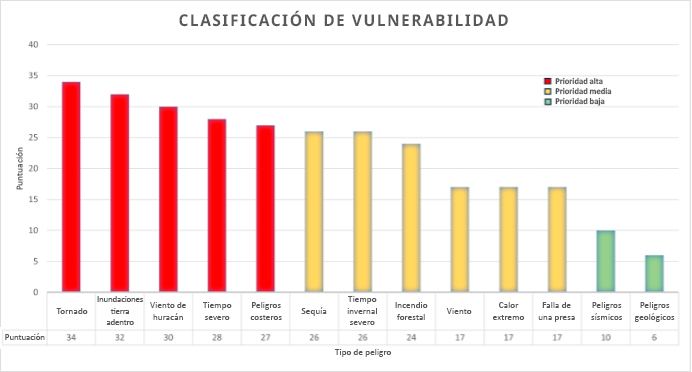 CLASIFICACIÓN DE VULNERABILIDAD
40
35
30
25
20
15
10
5
0
Puntuación
Prioridad alta
Prioridad media
Prioridad baja
Tornado
Inundaciones
tierra
adentro
Viento de
huracán
Tiempo
severo
Peligros
costeros
Sequía
Tiempo
invernal
severo
Incendio
forestal
Viento
Calor
extremo
Falla de
una presa
Peligros
sísmicos
Peligros
geológicos
Puntuación 34 32 30 28 27 26 26 24 17 17 17 10 6
Tipo de peligro